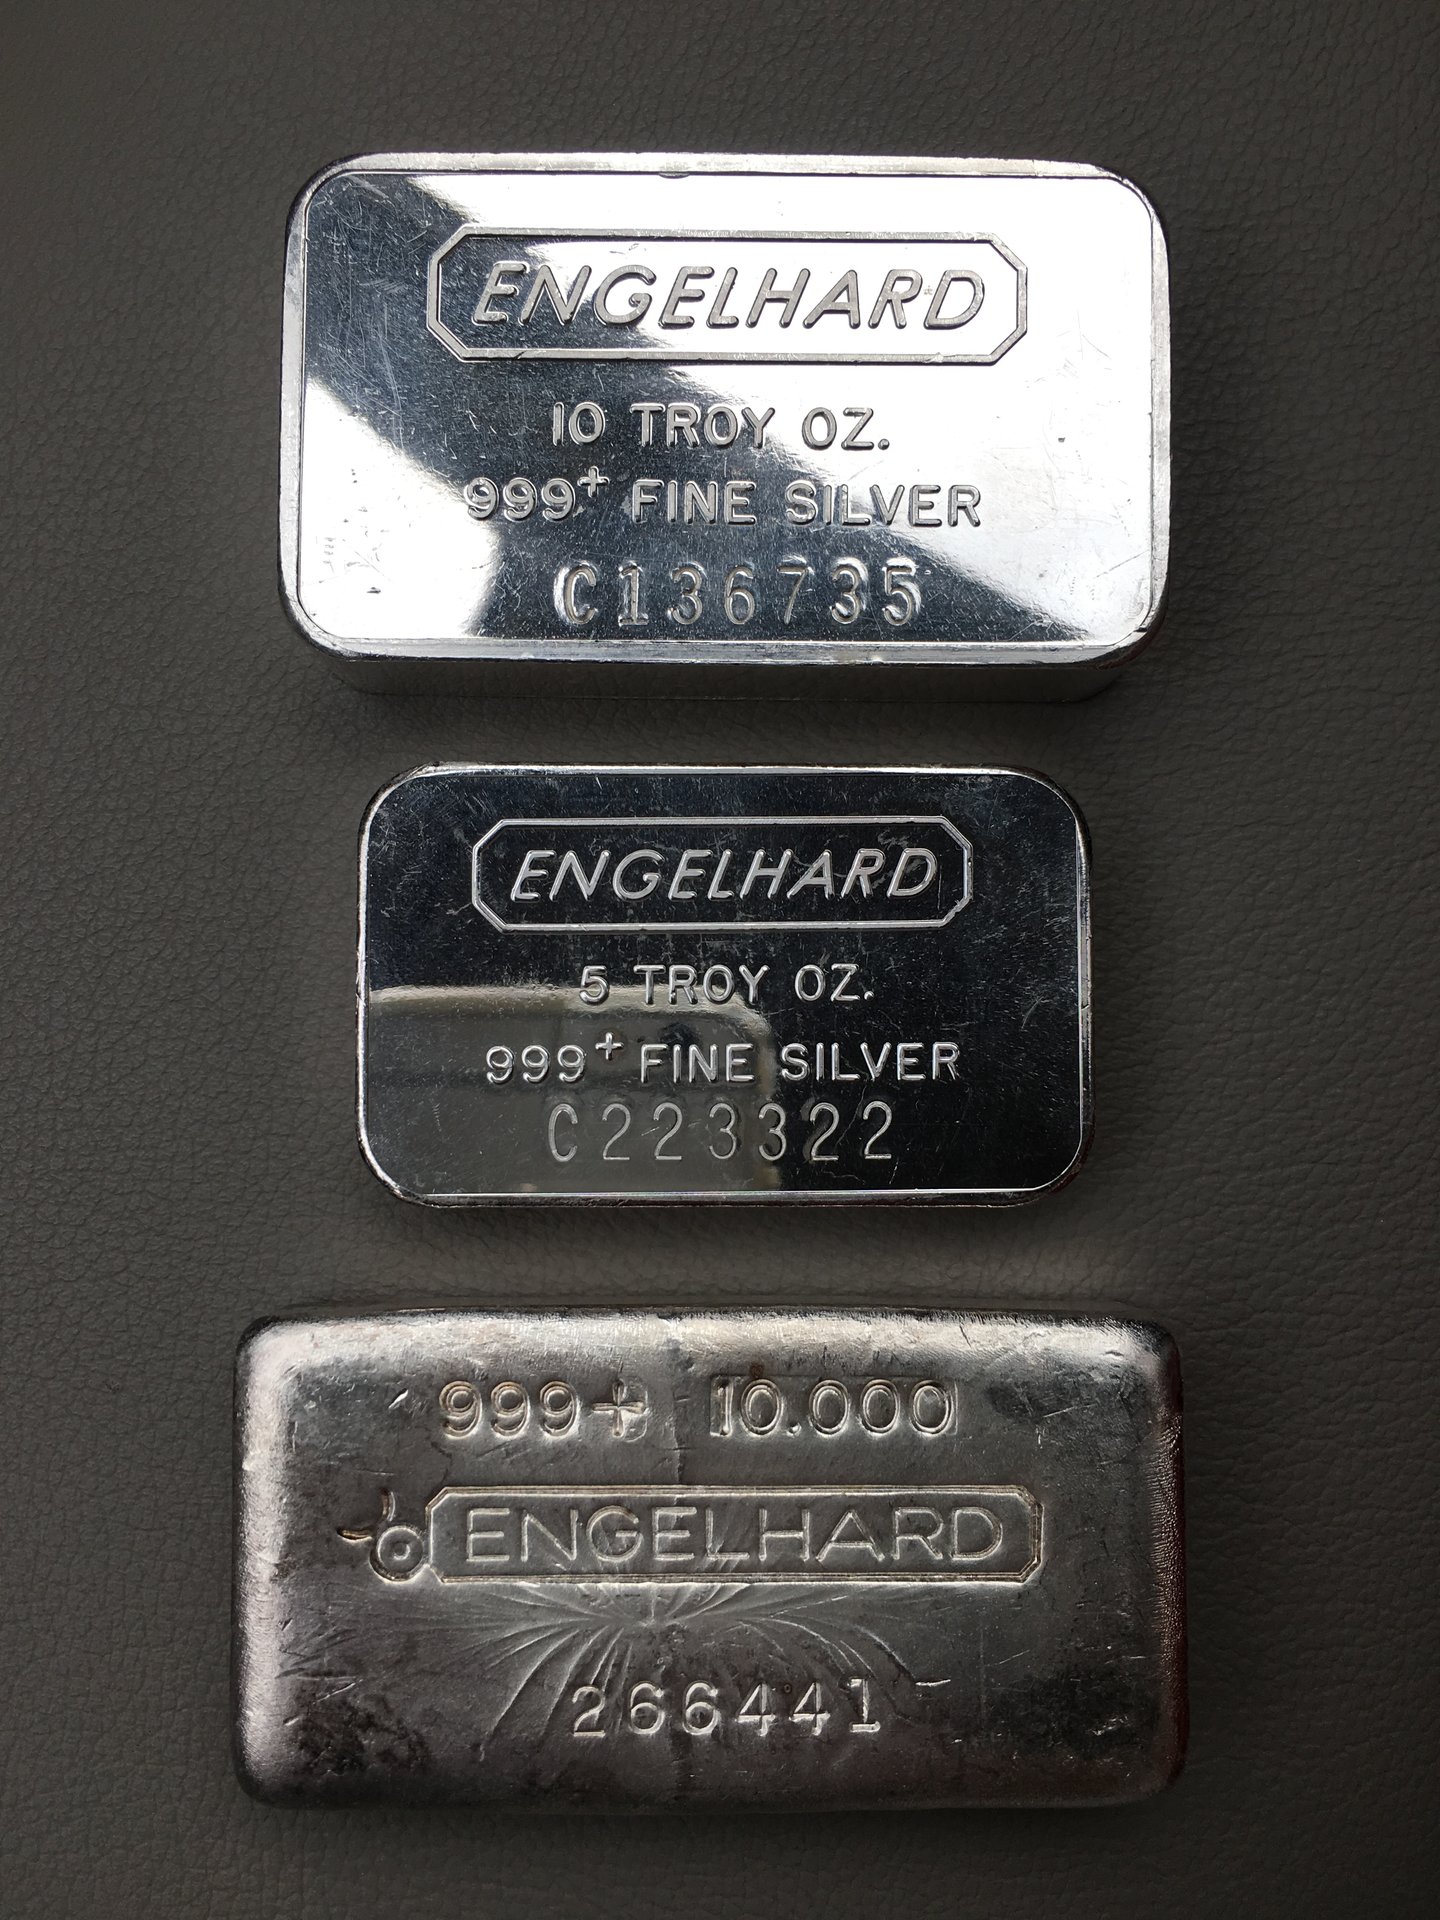 ENGELHARD
10 TROY OZ.
999+ FINE SILVER
C136735
ENGELHARD
5 TROY OZ.
999+ FINE SILVER
C223322
999+ 10.000
ENGELHARD
266441